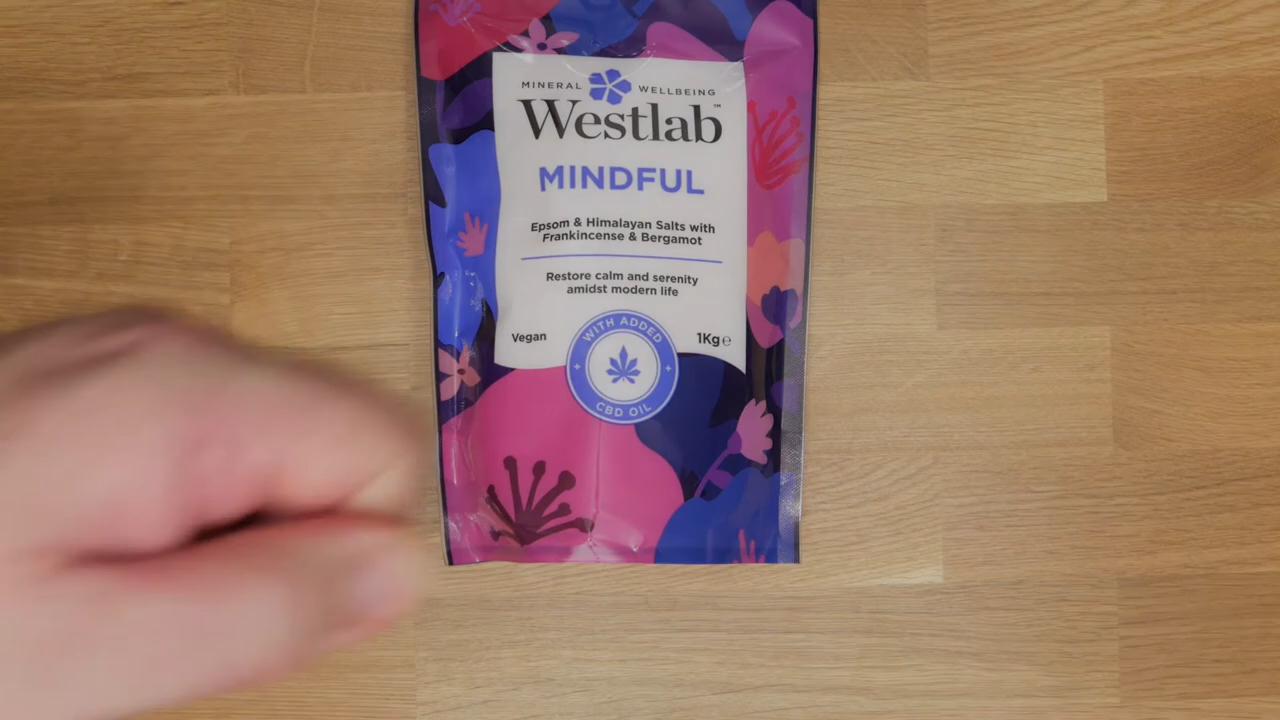 MINERAL WELLBEING
Westlab™
MINDFUL
Epsom & Himalayan Salts with
Frankincense & Bergamot
Restore calm and serenity
amidst modern life
Vegan
1Kg℮
WITH ADDED
CBD OIL